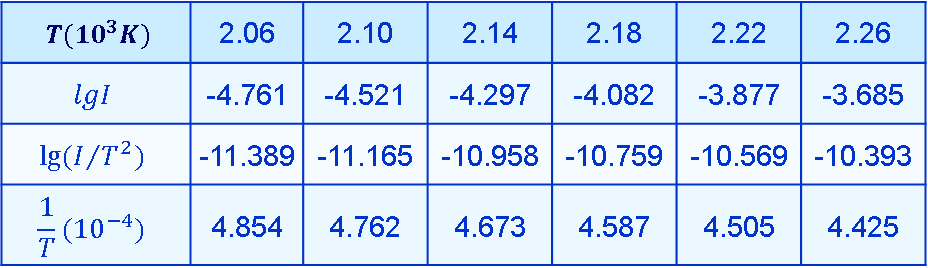 T(10³K) 2.06 2.10 2.14 2.18 2.22 2.26
lgI -4.761 -4.521 -4.297 -4.082 -3.877 -3.685
lg(I/T²) -11.389 -11.165 -10.958 -10.759 -10.569 -10.393
1/T (10⁻⁴) 4.854 4.762 4.673 4.587 4.505 4.425